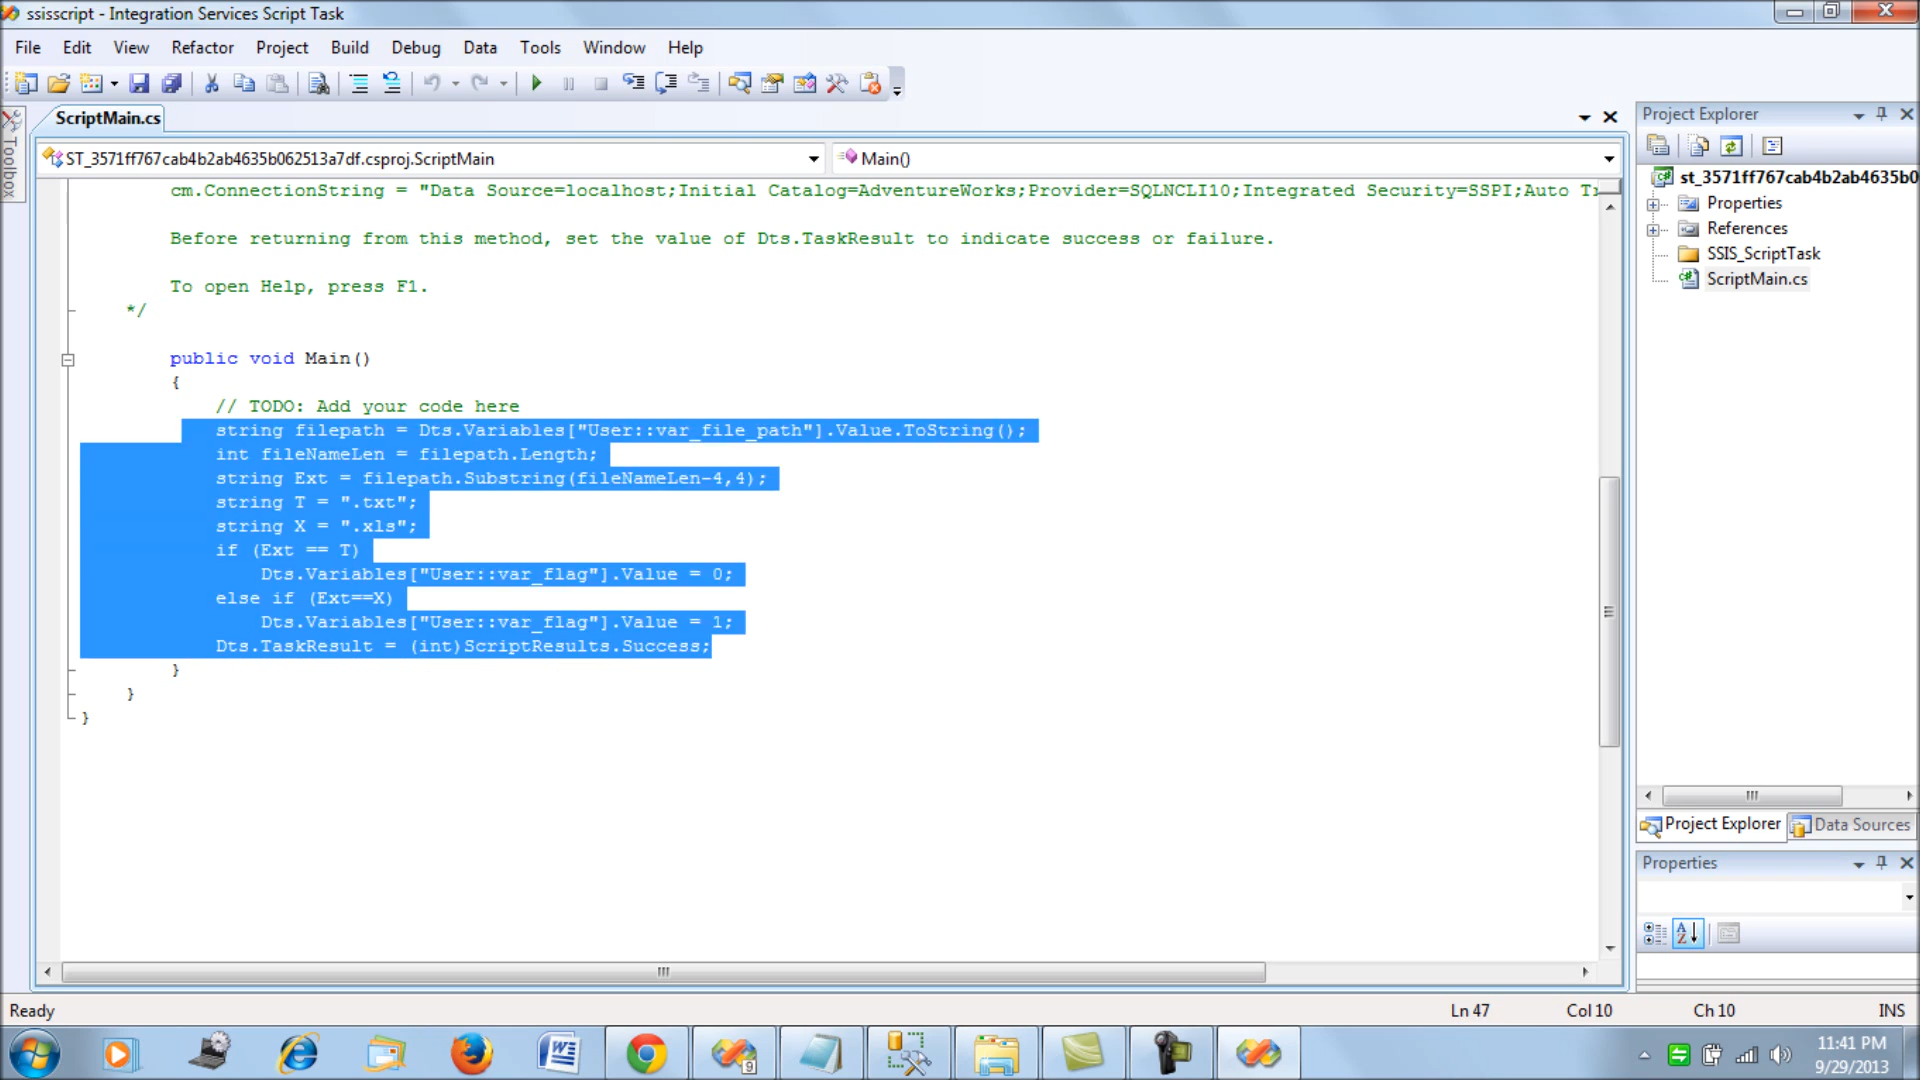 ssisscript - Integration Services Script Task
File Edit View Refactor Project Build Debug Data Tools Window Help
ScriptMain.cs
Toolbox
ST_3571ff767cab4b2ab4635b062513a7df.csproj.ScriptMain
Main()
cm.ConnectionString = "Data Source=localhost;Initial Catalog=AdventureWorks;Provider=SQLNCLI10;Integrated Security=SSPI;Auto Tr
Before returning from this method, set the value of Dts.TaskResult to indicate success or failure.
To open Help, press F1.
*/
public void Main()
{
// TODO: Add your code here
string filepath = Dts.Variables["User::var_file_path"].Value.ToString();
int fileNameLen = filepath.Length;
string Ext = filepath.Substring(fileNameLen-4,4);
string T = ".txt";
string X = ".xls";
if (Ext == T)
Dts.Variables["User::var_flag"].Value = 0;
else if (Ext==X)
Dts.Variables["User::var_flag"].Value = 1;
Dts.TaskResult = (int)ScriptResults.Success;
}
}
}
Project Explorer
st_3571ff767cab4b2ab4635b0
Properties
References
SSIS_ScriptTask
ScriptMain.cs
Project Explorer Data Sources
Properties
Ready Ln 47 Col 10 Ch 10 INS
9
11:41 PM
9/29/2013